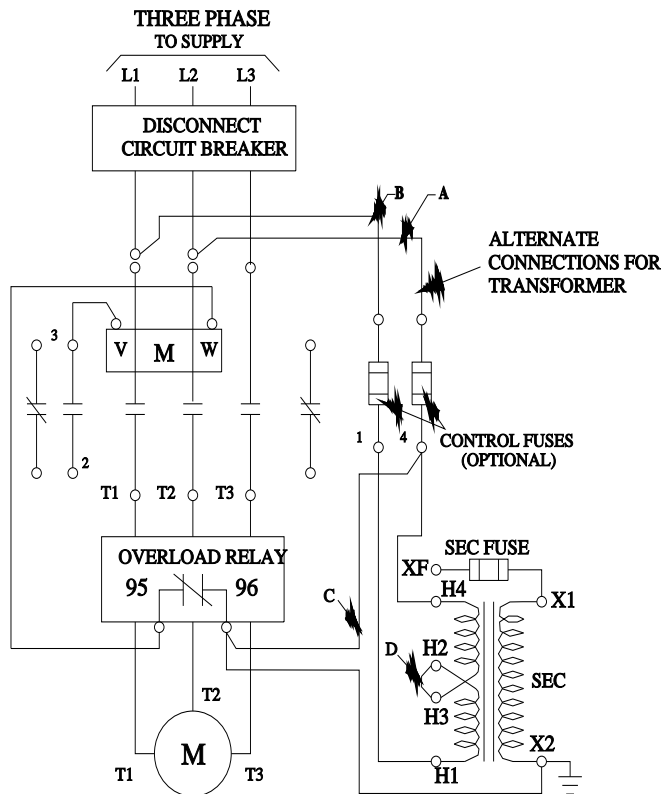 THREE PHASE
TO SUPPLY
L1 L2 L3
DISCONNECT
CIRCUIT BREAKER
B A
ALTERNATE
CONNECTIONS FOR
TRANSFORMER
3
V M W
1 4
CONTROL FUSES
(OPTIONAL)
2
T1 T2 T3
OVERLOAD RELAY
95 96
SEC FUSE
XF
H4 X1
C
D
H2
SEC
H3
T2
M
T1 T3
H1 X2